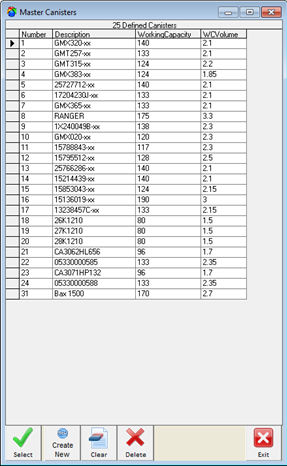 Master Canisters
25 Defined Canisters
Number Description WorkingCapacity WCVolume
1 GMX320-xx 140 2.1
2 GMT257-xx 133 2.1
3 GMT315-xx 124 2.2
4 GMX383-xx 124 1.85
5 25727712-xx 140 2.1
6 17204230J-xx 133 2.1
7 GMX365-xx 133 2.1
8 RANGER 175 3.3
9 1X240049B-xx 138 2.3
10 GMX020-xx 120 2.3
11 15788843-xx 117 2.3
12 15795512-xx 128 2.5
13 25766286-xx 140 2.1
14 15214439-xx 140 2.1
15 15853043-xx 124 2.15
16 15136019-xx 190 3
17 13238457C-xx 133 2.15
18 26K1210 80 1.5
19 27K1210 80 1.5
20 28K1210 80 1.5
21 CA3062HL656 96 1.7
22 05330000585 133 2.35
23 CA3071HP132 96 1.7
24 05330000588 133 2.35
31 Bax 1500 170 2.7
Select Create New Clear Delete Exit